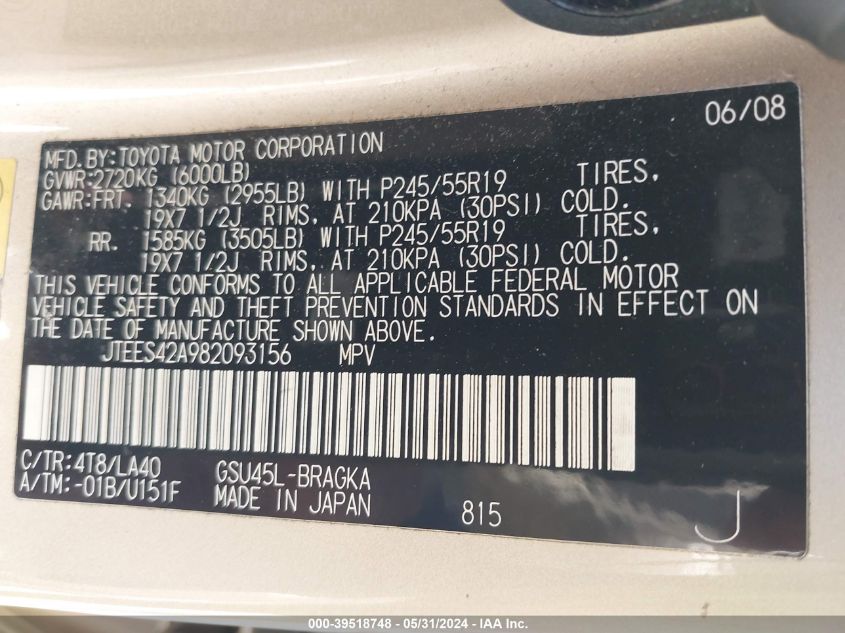 06/08
MFD. BY: TOYOTA MOTOR CORPORATION
GVWR:2720KG (6000LB)
GAWR:FRT. 1340KG (2955LB) WITH P245/55R19 TIRES,
19X7 1/2J RIMS, AT 210KPA (30PSI) COLD.
RR. 1585KG (3505LB) WITH P245/55R19 TIRES,
19X7 1/2J RIMS, AT 210KPA (30PSI) COLD.
THIS VEHICLE CONFORMS TO ALL APPLICABLE FEDERAL MOTOR
VEHICLE SAFETY AND THEFT PREVENTION STANDARDS IN EFFECT ON
THE DATE OF MANUFACTURE SHOWN ABOVE.
JTEES42A982093156 MPV
C/TR:4T8/LA40 GSU45L-BRAGKA
A/TM:-01B/U151F MADE IN JAPAN 815
J
000-39518748 - 05/31/2024 - IAA Inc.